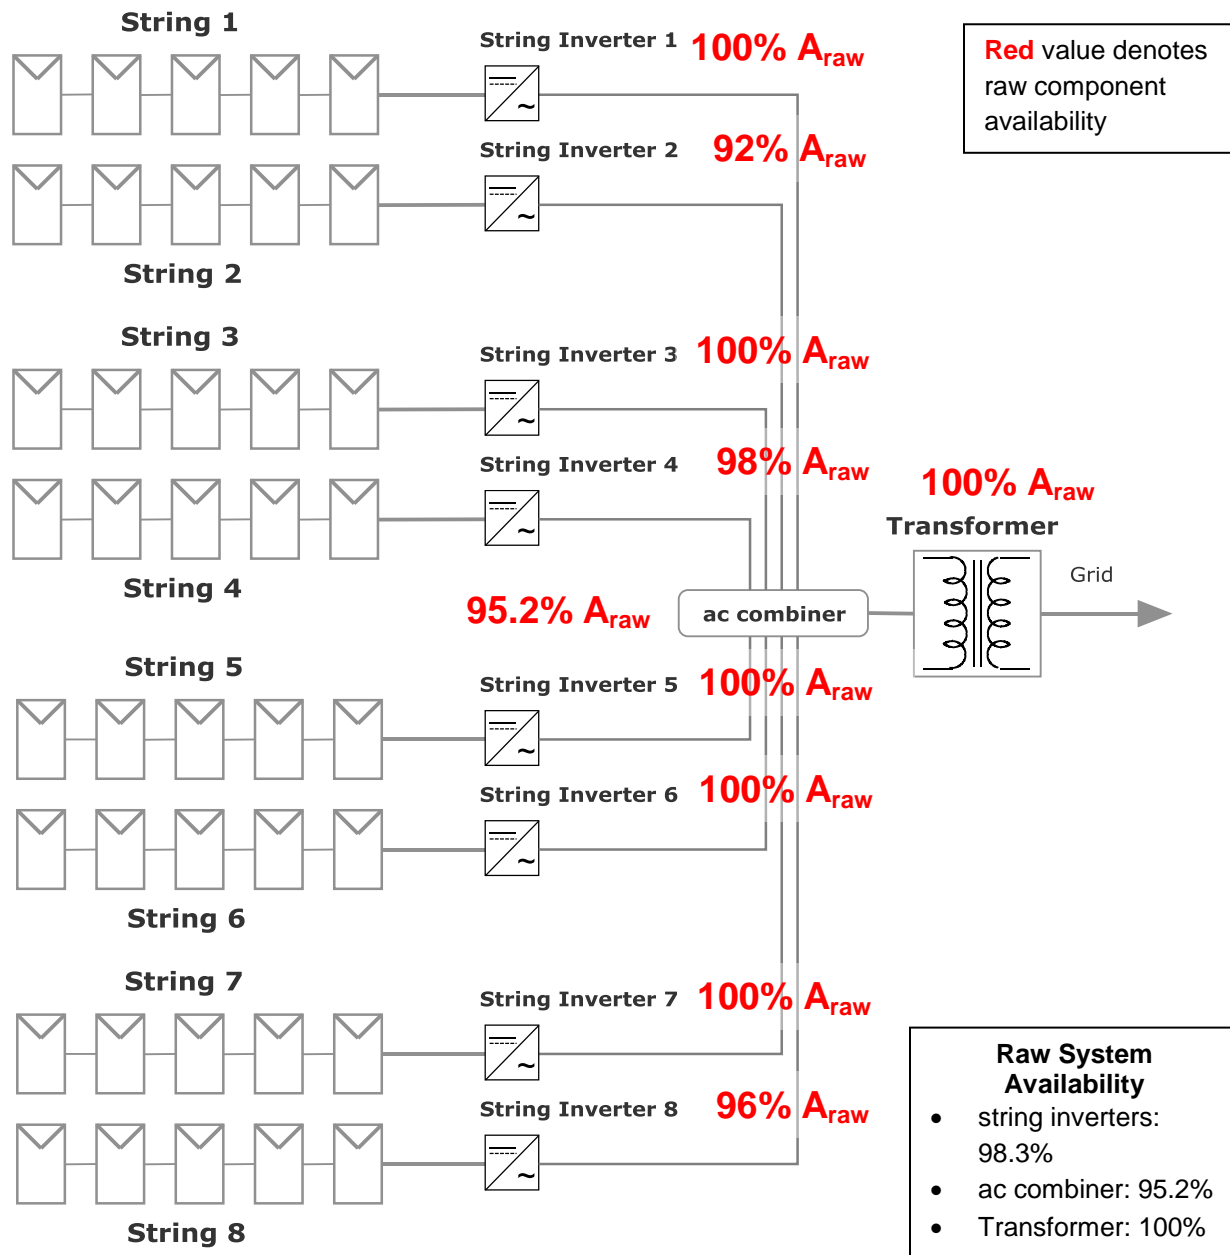 String 1
String Inverter 1 100% Araw
Red value denotes
raw component
availability
String Inverter 2 92% Araw
~
~
String 2
String 3
String Inverter 3 100% Araw
~
String Inverter 4 98% Araw
~
String 4
100% Araw
Transformer
Grid
95.2% Araw
ac combiner
String 5
String Inverter 5 100% Araw
~
String Inverter 6 100% Araw
~
String 6
String 7
String Inverter 7 100% Araw
~
String Inverter 8 96% Araw
~
String 8
Raw System
Availability
• string inverters:
98.3%
• ac combiner: 95.2%
• Transformer: 100%